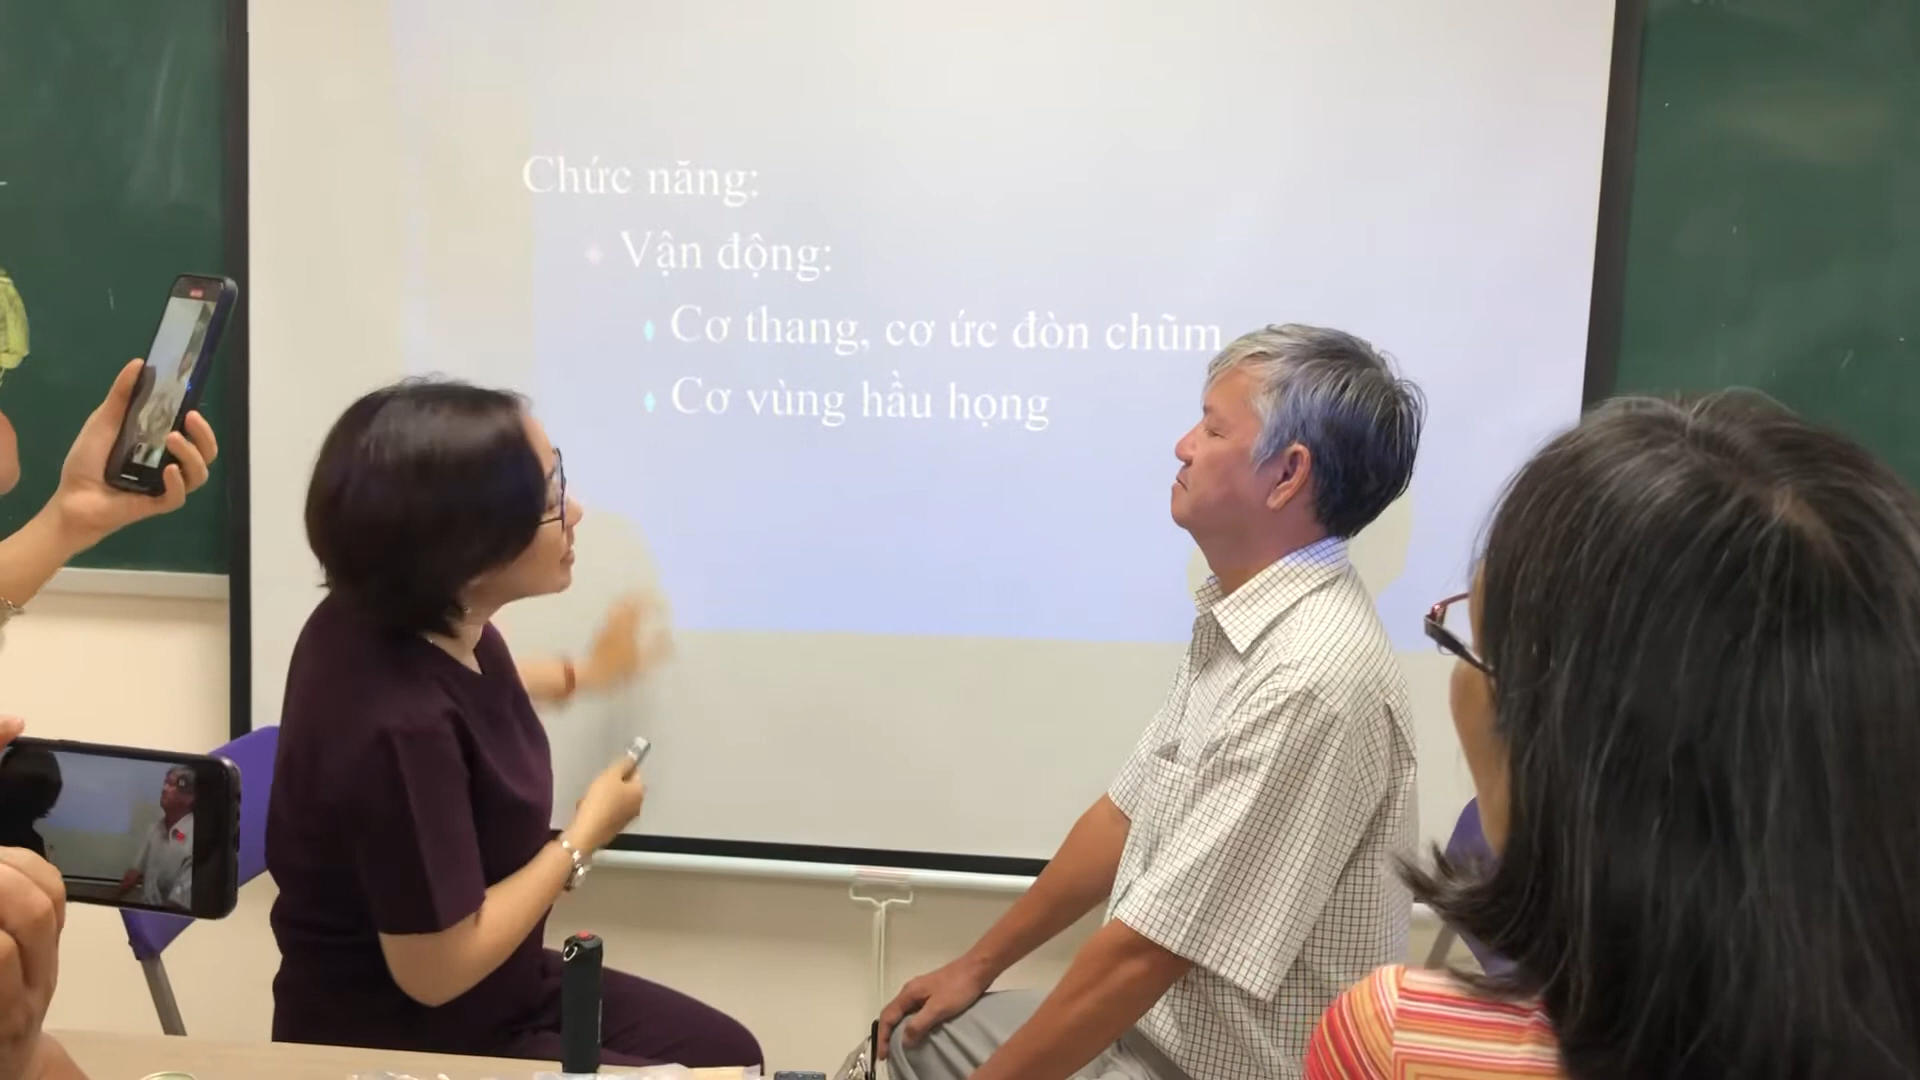 Chức năng:
Vận động:
Cơ thang, cơ ức đòn chũm
Cơ vùng hầu họng